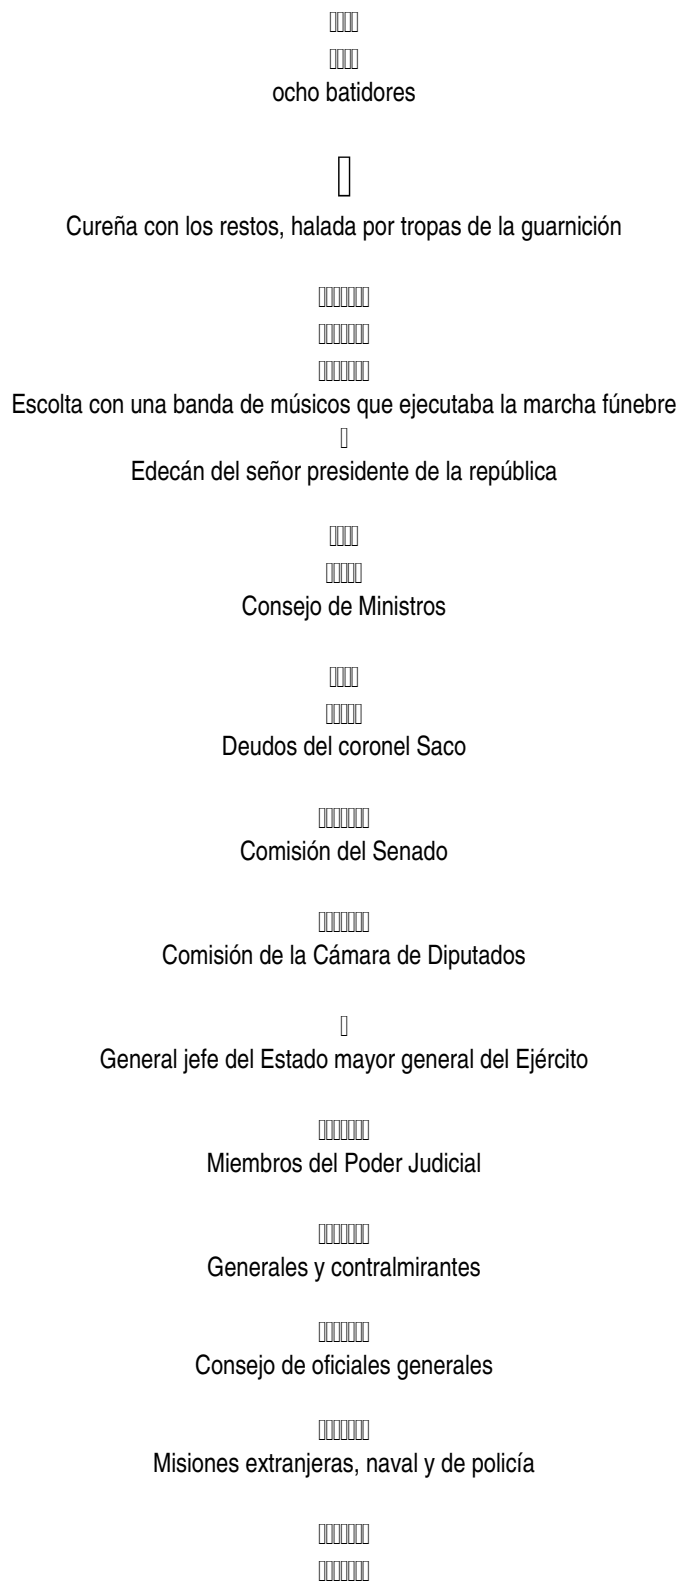 ocho batidores
Cureña con los restos, halada por tropas de la guarnición
Escolta con una banda de músicos que ejecutaba la marcha fúnebre
Edecán del señor presidente de la república
Consejo de Ministros
Deudos del coronel Saco
Comisión del Senado
Comisión de la Cámara de Diputados
General jefe del Estado mayor general del Ejército
Miembros del Poder Judicial
Generales y contralmirantes
Consejo de oficiales generales
Misiones extranjeras, naval y de policía